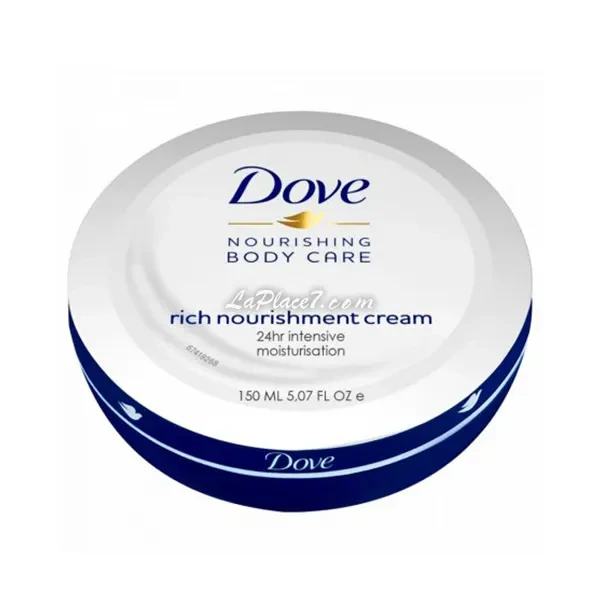 Dove
NOURISHING
BODY CARE
LaPlace7.com
rich nourishment cream
24hr intensive
moisturisation
67416268
150 ML 5,07 FL OZ e
Dove